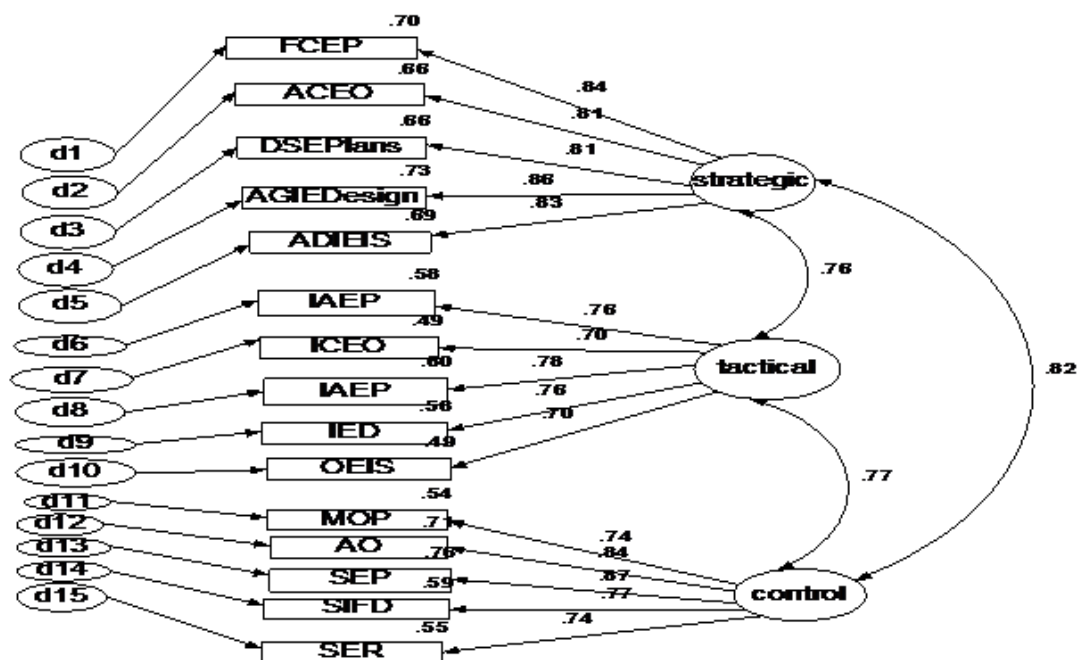 .70
FCEP
.66
.84
ACEO
.81
.66
d1
DSEPlans
.81
.73
strategic
d2
AGIEDesign
.86
.69
.83
d3
ADIEIS
d4
.58
.76
d5
IAEP
.76
.49
d6
ICEO
.70
.60
tactical
.82
d7
IAEP
.78
.56
.76
d8
IED
.70
.49
d9
OEIS
d10
.54
.77
d11
MOP
.74
.71
d12
AO
.84
.76
d13
SEP
.87
.59
control
d14
SIFD
.77
.55
.74
d15
SER